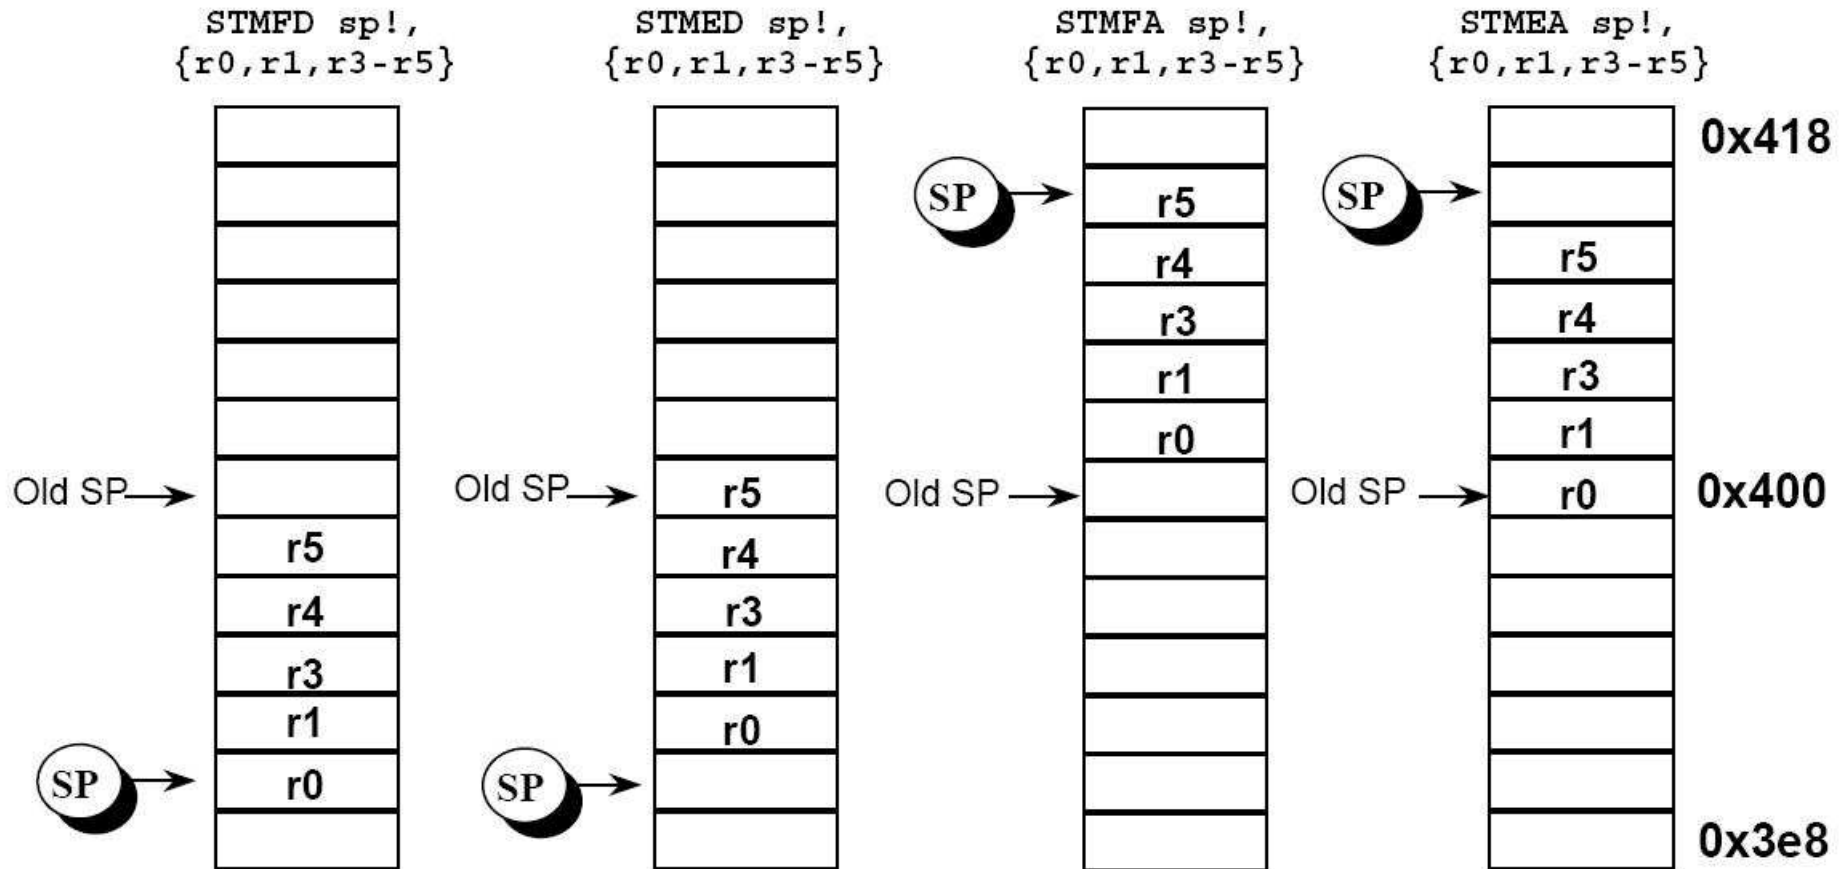 STMFD sp!,
{r0,r1,r3-r5}
STMED sp!,
{r0,r1,r3-r5}
STMFA sp!,
{r0,r1,r3-r5}
STMEA sp!,
{r0,r1,r3-r5}
Old SP
r5
r4
r3
r1
SP
r0
Old SP
r5
r4
r3
r1
r0
SP
SP
r5
r4
r3
r1
r0
Old SP
SP
r5
r4
r3
r1
Old SP
r0
0x418
0x400
0x3e8